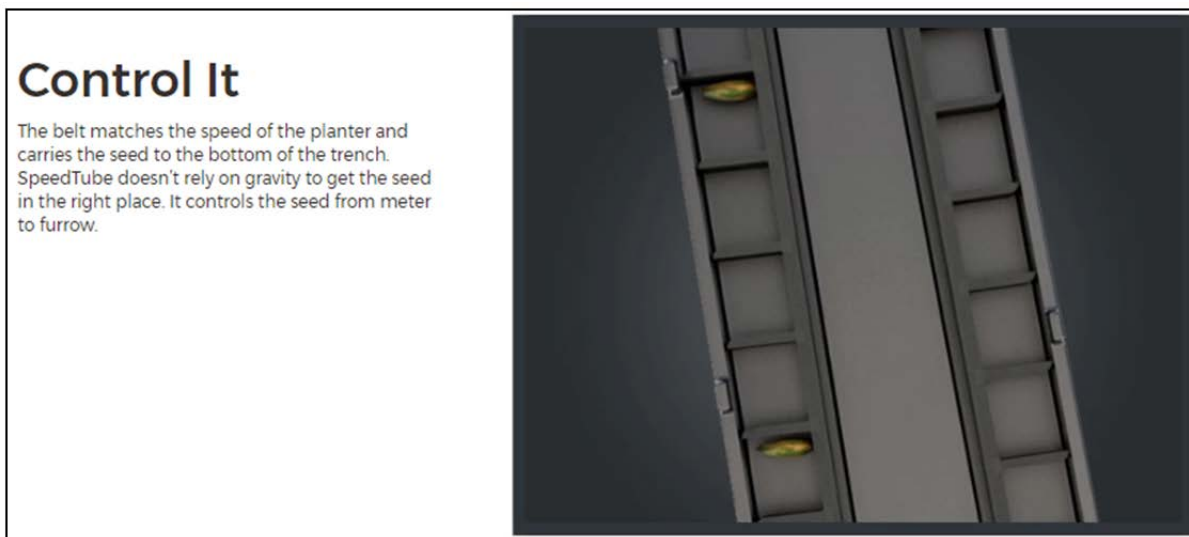 Control It
The belt matches the speed of the planter and
carries the seed to the bottom of the trench.
SpeedTube doesn't rely on gravity to get the seed
in the right place. It controls the seed from meter
to furrow.